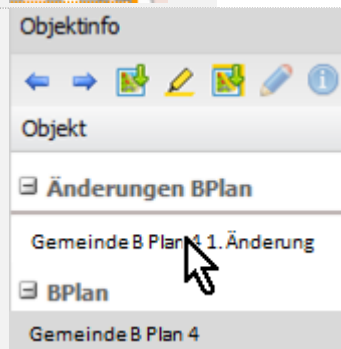 Objektinfo
Objekt
Änderungen BPlan
Gemeinde B Plan 4 1. Änderung
BPlan
Gemeinde B Plan 4